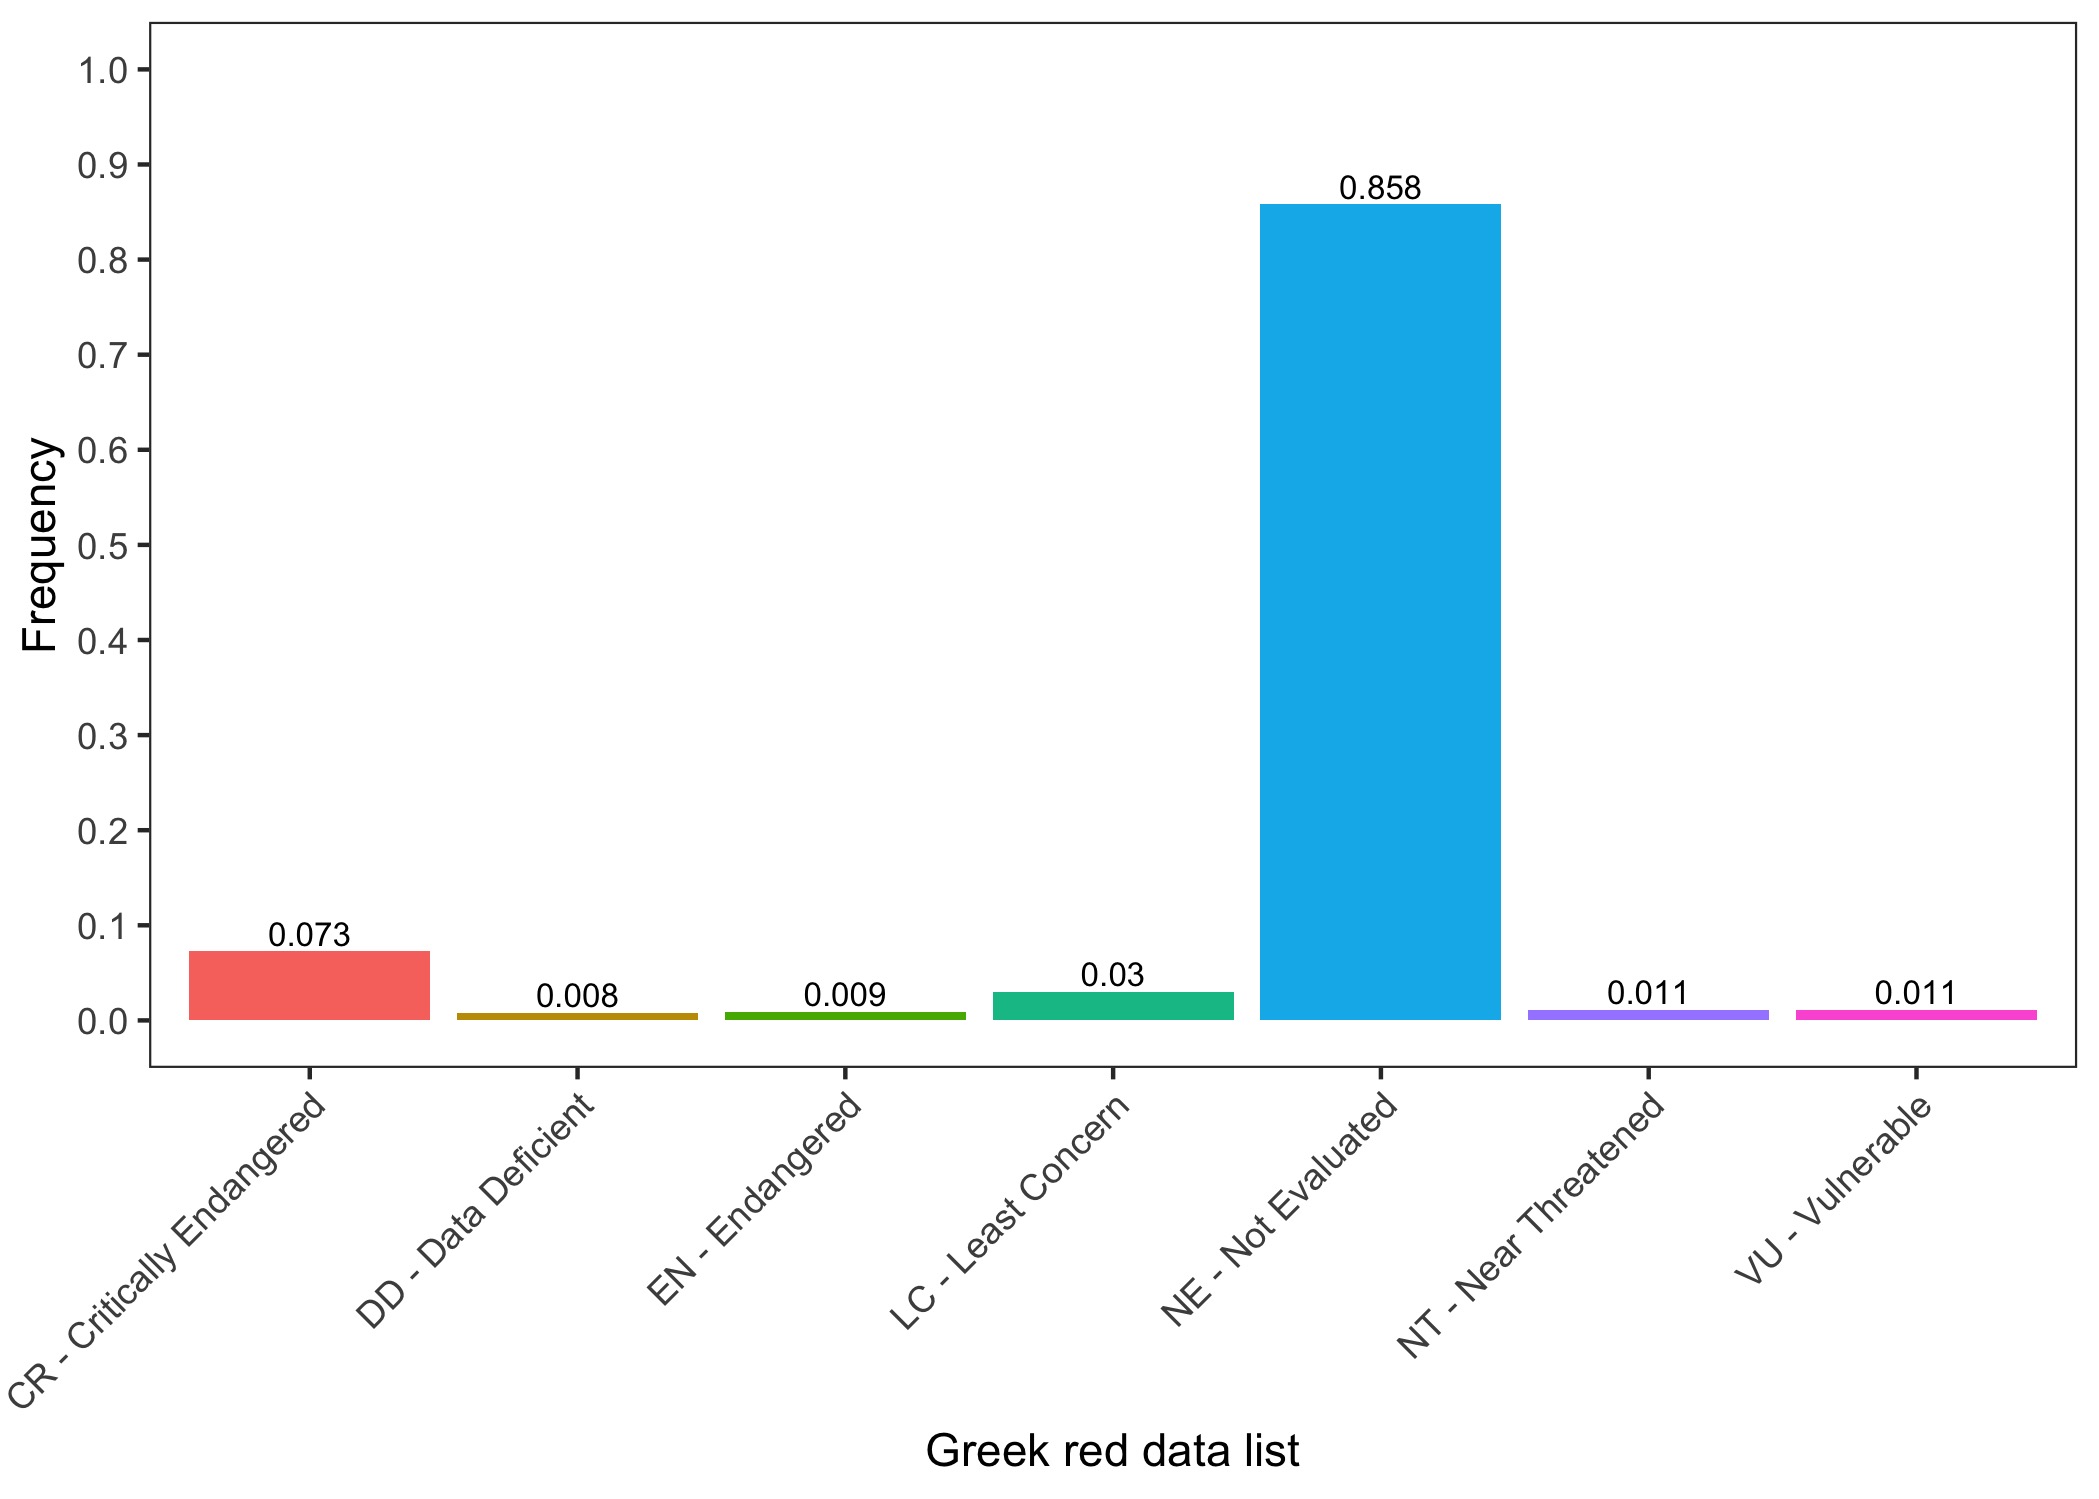 Frequency
1.0
0.9
0.8
0.7
0.6
0.5
0.4
0.3
0.2
0.1
0.0
0.073
0.008
0.009
0.03
0.858
0.011
0.011
CR - Critically Endangered
DD - Data Deficient
EN - Endangered
LC - Least Concern
NE - Not Evaluated
NT - Near Threatened
VU - Vulnerable
Greek red data list